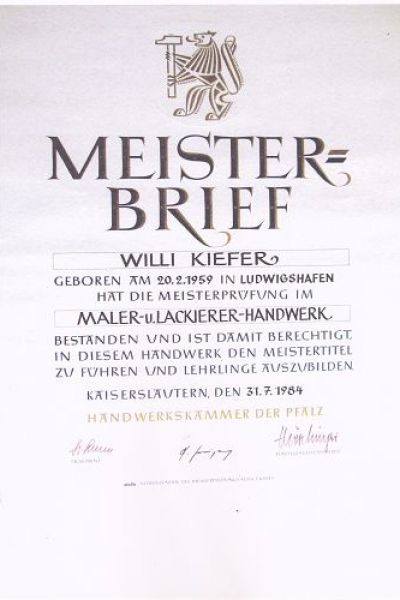 MEISTER=
BRIEF
WILLI KIEFER
GEBOREN AM 20.2.1959 IN LUDWIGSHAFEN
HAT DIE MEISTERPRÜFUNG IM
MALER-u. LACKIERER-HANDWERK
BESTANDEN UND IST DAMIT BERECHTIGT,
IN DIESEM HANDWERK DEN MEISTERTITEL
ZU FÜHREN UND LEHRLINGE AUSZUBILDEN.
KAISERSLAUTERN, DEN 31.7.1984
HANDWERKSKAMMER DER PFALZ